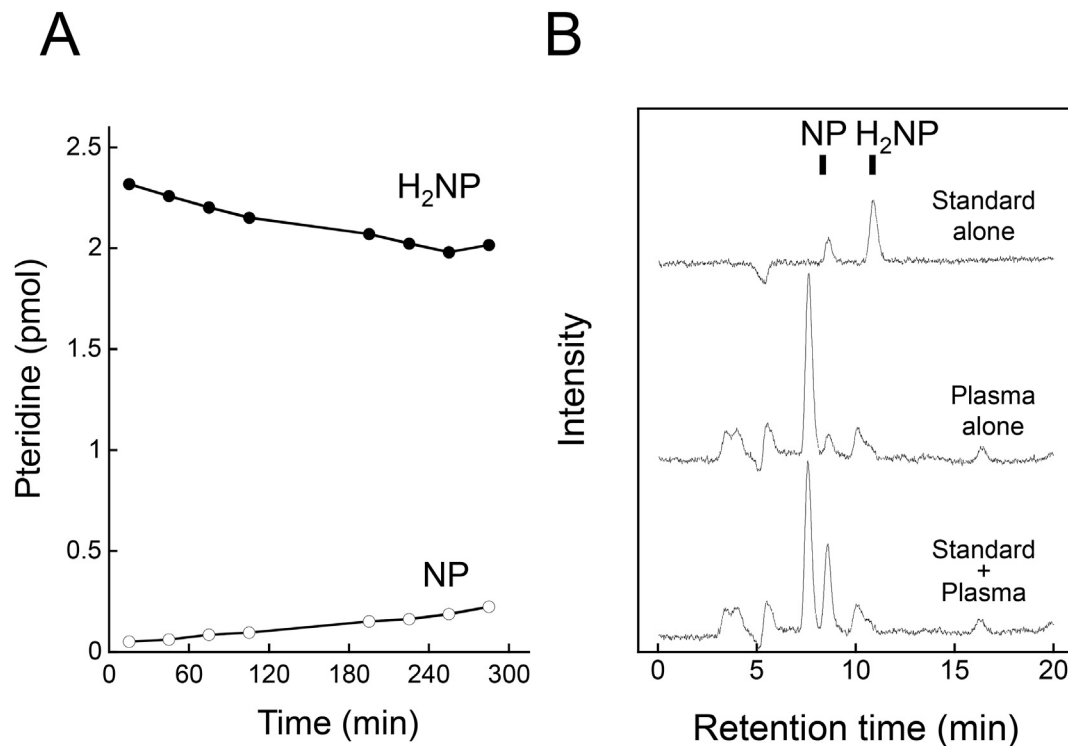 A
2.5
2
1.5
1
0.5
0
Pteridine (pmol)
H₂NP
NP
0
60
120
180
240
300
Time (min)
B
NP H₂NP
Standard
alone
Plasma
alone
Standard
+
Plasma
Intensity
0
5
10
15
20
Retention time (min)